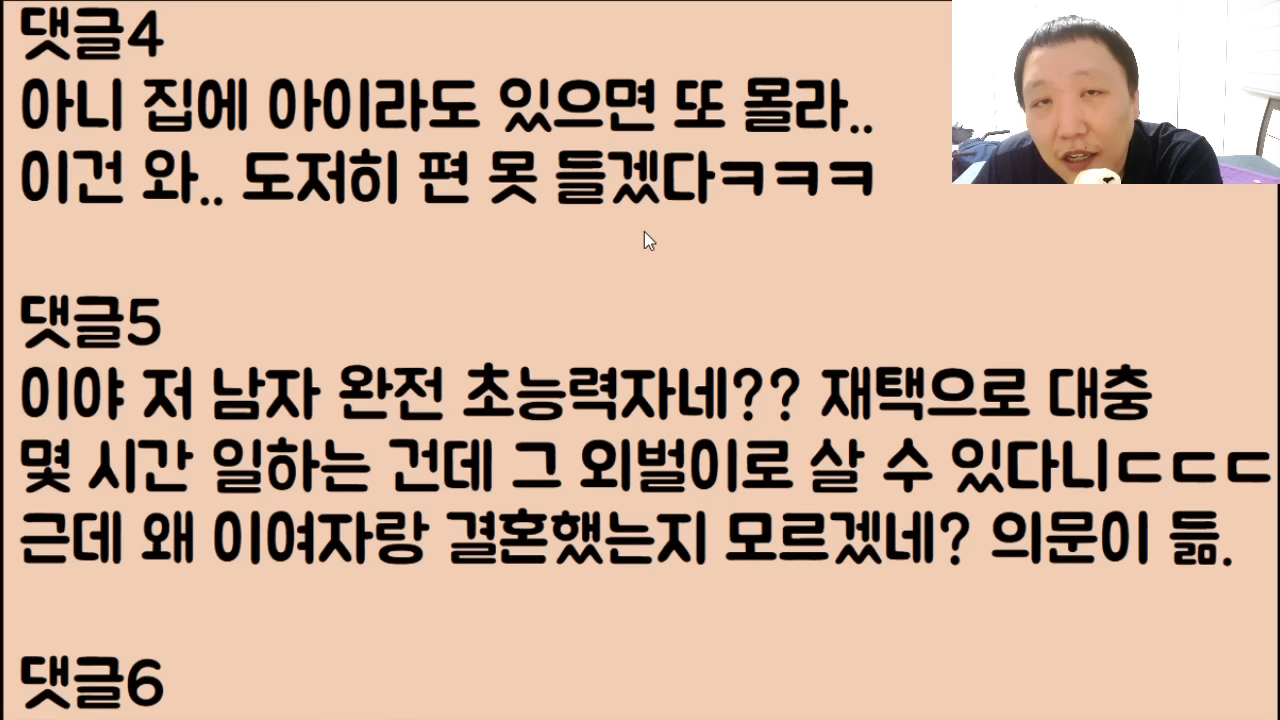 댓글4
아니 집에 아이라도 있으면 또 몰라..
이건 와.. 도저히 편 못 들겠다ㅋㅋㅋ
댓글5
이야 저 남자 완전 초능력자네?? 재택으로 대충
몇 시간 일하는 건데 그 외벌이로 살 수 있다니ㄷㄷㄷ
근데 왜 이여자랑 결혼했는지 모르겠네? 의문이 듦.
댓글6